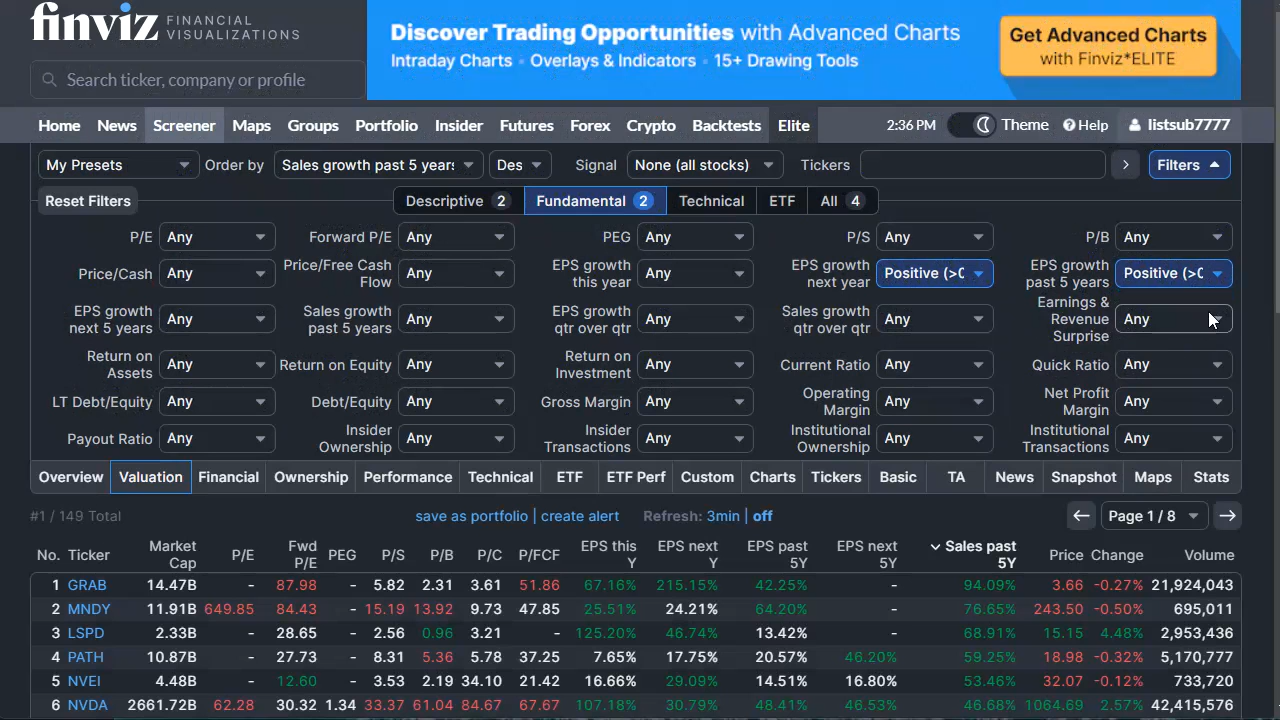 finviz FINANCIAL VISUALIZATIONS
Discover Trading Opportunities with Advanced Charts
Intraday Charts • Overlays & Indicators • 15+ Drawing Tools
Get Advanced Charts
with Finviz*ELITE
Search ticker, company or profile
Home News Screener Maps Groups Portfolio Insider Futures Forex Crypto Backtests Elite 2:36 PM Theme Help listsub7777
My Presets Order by Sales growth past 5 years Des Signal None (all stocks) Tickers > Filters
Reset Filters Descriptive 2 Fundamental 2 Technical ETF All 4
P/E Any Forward P/E Any PEG Any P/S Any P/B Any
Price/Cash Any Price/Free Cash Flow Any EPS growth this year Any EPS growth next year Positive (>0 EPS growth past 5 years Positive (>0
EPS growth next 5 years Any Sales growth past 5 years Any EPS growth qtr over qtr Any Sales growth qtr over qtr Any Earnings & Revenue Surprise Any
Return on Assets Any Return on Equity Any Return on Investment Any Current Ratio Any Quick Ratio Any
LT Debt/Equity Any Debt/Equity Any Gross Margin Any Operating Margin Any Net Profit Margin Any
Payout Ratio Any Insider Ownership Any Insider Transactions Any Institutional Ownership Any Institutional Transactions Any
Overview Valuation Financial Ownership Performance Technical ETF ETF Perf Custom Charts Tickers Basic TA News Snapshot Maps Stats
#1 / 149 Total save as portfolio | create alert Refresh: 3min | off Page 1 / 8
No. Ticker Market Cap P/E Fwd P/E PEG P/S P/B P/C P/FCF EPS this Y EPS next Y EPS past 5Y EPS next 5Y Sales past 5Y Price Change Volume
1 GRAB 14.47B - 87.98 - 5.82 2.31 3.61 51.86 67.16% 215.15% 42.25% - 94.09% 3.66 -0.27% 21,924,043
2 MNDY 11.91B 649.85 84.43 - 15.19 13.92 9.73 47.85 25.51% 24.21% 64.20% - 76.65% 243.50 -0.50% 695,011
3 LSPD 2.33B - 28.65 - 2.56 0.96 3.21 - 125.20% 46.74% 13.42% - 68.91% 15.15 4.48% 2,953,436
4 PATH 10.87B - 27.73 - 8.31 5.36 5.78 37.25 7.65% 17.75% 20.57% 46.20% 59.25% 18.98 -0.32% 5,170,777
5 NVEI 4.48B - 12.60 - 3.53 2.19 34.10 21.42 16.66% 29.09% 14.51% 16.80% 53.46% 32.07 -0.12% 733,720
6 NVDA 2661.72B 62.28 30.32 1.34 33.37 61.04 84.67 67.67 107.18% 30.79% 48.41% 46.53% 46.68% 1064.69 2.57% 42,415,576